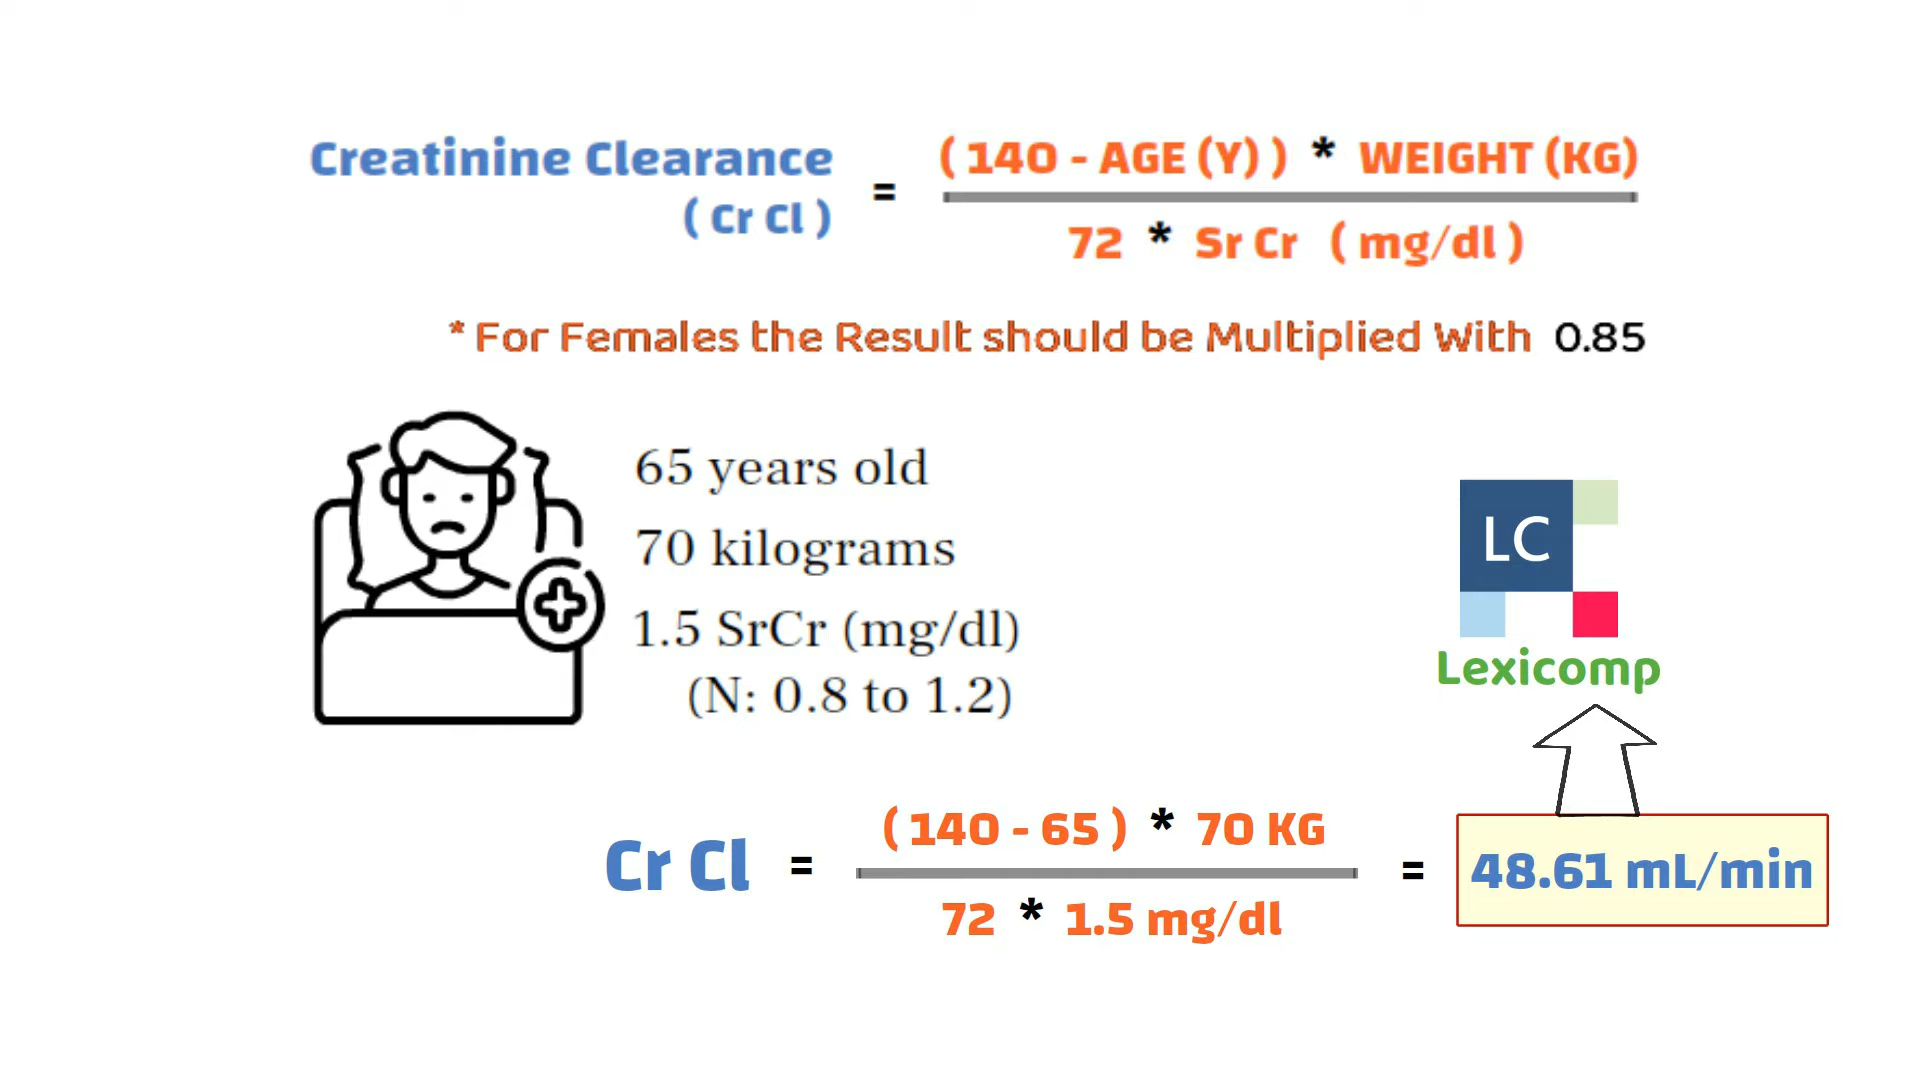 Creatinine Clearance
( Cr Cl )
=
( 140 - AGE (Y) ) * WEIGHT (KG)
72 * Sr Cr ( mg/dl )
* For Females the Result should be Multiplied With 0.85
65 years old
70 kilograms
1.5 SrCr (mg/dl)
(N: 0.8 to 1.2)
LC
Lexicomp
Cr Cl =
( 140 - 65 ) * 70 KG
72 * 1.5 mg/dl
= 48.61 mL/min